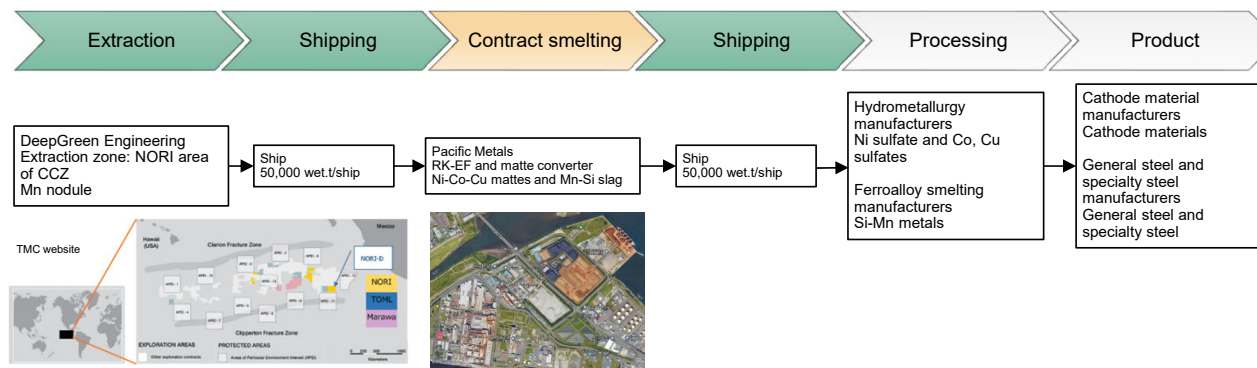 Extraction
Shipping
Contract smelting
Shipping
Processing
Product
DeepGreen Engineering
Extraction zone: NORI area
of CCZ
Mn nodule
Ship
50,000 wet.t/ship
Pacific Metals
RK-EF and matte converter
Ni-Co-Cu mattes and Mn-Si slag
Ship
50,000 wet.t/ship
Hydrometallurgy
manufacturers
Ni sulfate and Co, Cu
sulfates
Ferroalloy smelting
manufacturers
Si-Mn metals
Cathode material
manufacturers
Cathode materials
General steel and
specialty steel
manufacturers
General steel and
specialty steel
TMC website
Hawaii
(USA)
Mexico
Clarion Fracture Zone
NORI-D
NORI
TOML
Marawa
Clipperton Fracture Zone
EXPLORATION AREAS
Other exploration contracts
PROTECTED AREAS
Areas of Particular Environment Interest (APEI)
Kilometers